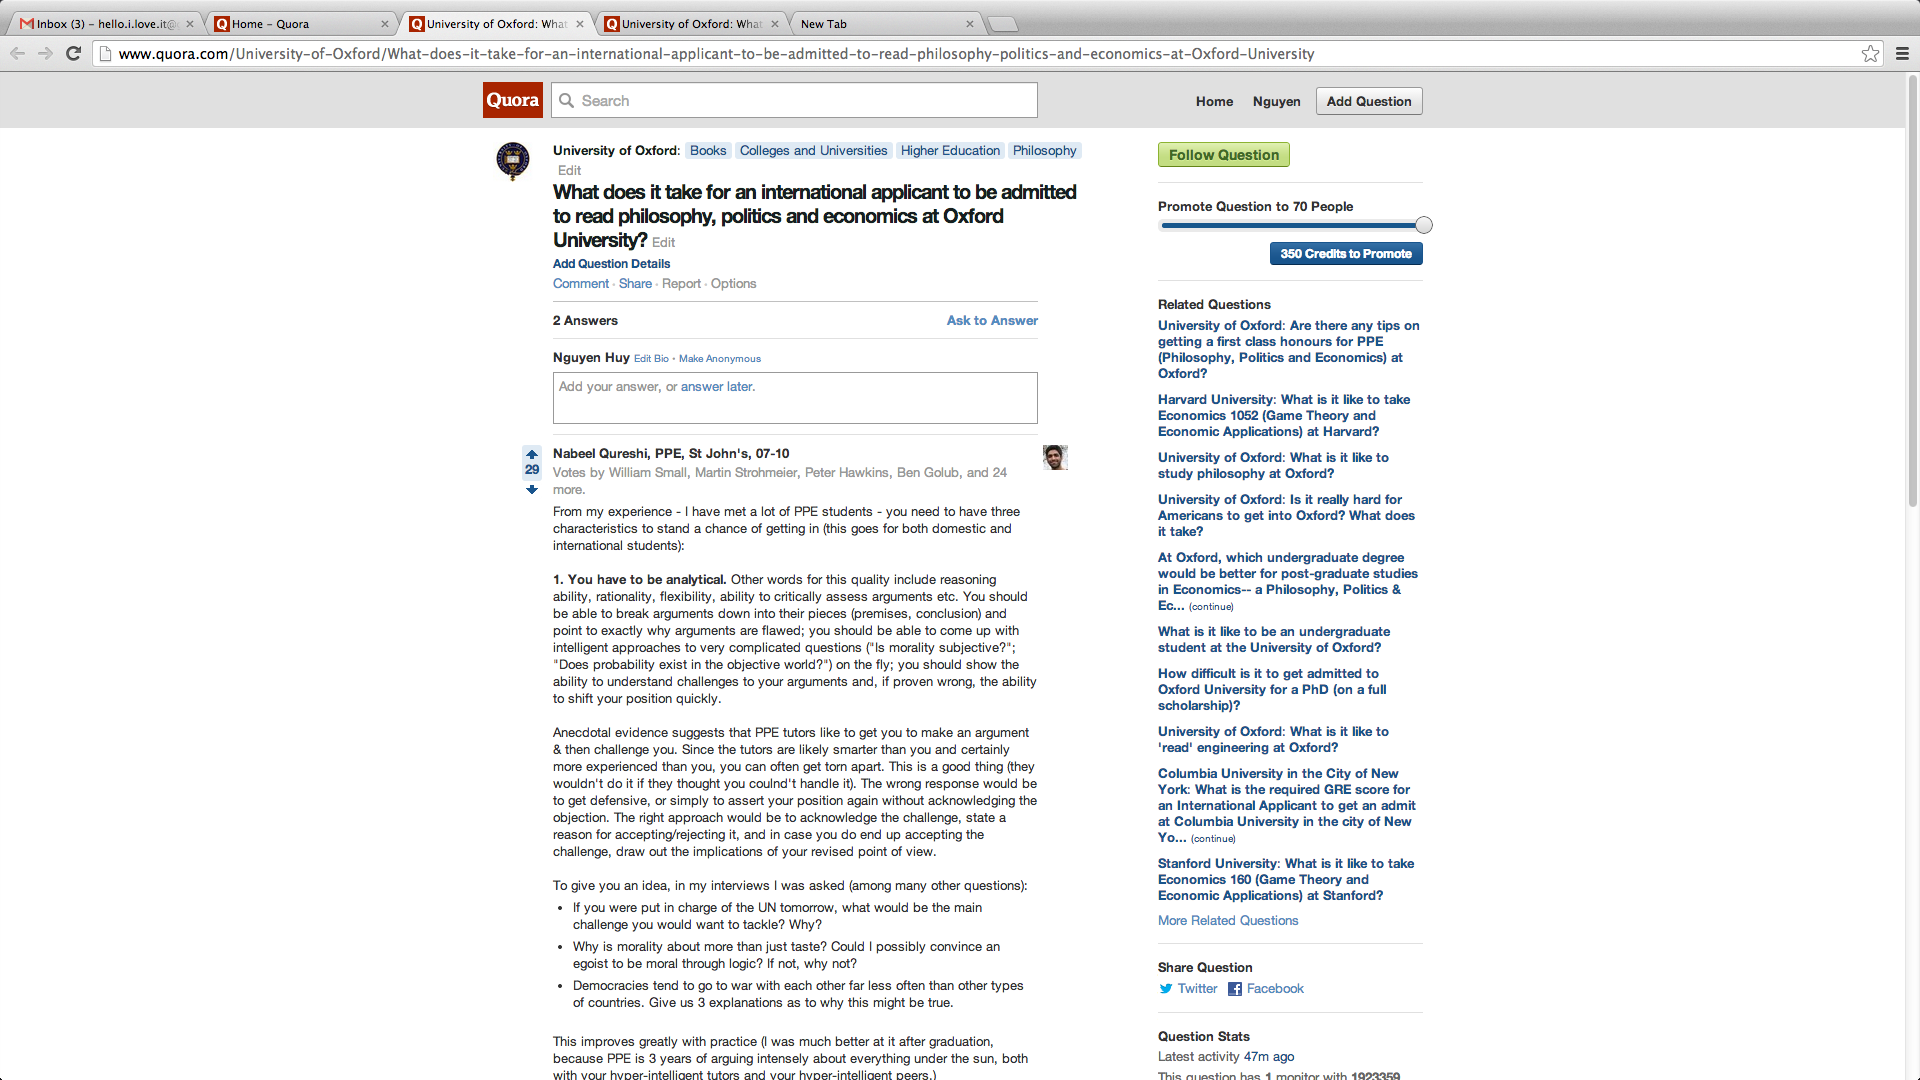 Inbox (3) – hello.i.love.it@
Home – Quora
University of Oxford: What
University of Oxford: What
New Tab
www.quora.com/University-of-Oxford/What-does-it-take-for-an-international-applicant-to-be-admitted-to-read-philosophy-politics-and-economics-at-Oxford-University
Quora
Search
Home
Nguyen
Add Question
University of Oxford: Books Colleges and Universities Higher Education Philosophy
Edit
What does it take for an international applicant to be admitted
to read philosophy, politics and economics at Oxford
University? Edit
Add Question Details
Comment · Share · Report · Options
2 Answers
Ask to Answer
Nguyen Huy Edit Bio • Make Anonymous
Add your answer, or answer later.
29
Nabeel Qureshi, PPE, St John's, 07-10
Votes by William Small, Martin Strohmeier, Peter Hawkins, Ben Golub, and 24
more.
From my experience - I have met a lot of PPE students - you need to have three
characteristics to stand a chance of getting in (this goes for both domestic and
international students):
1. You have to be analytical. Other words for this quality include reasoning
ability, rationality, flexibility, ability to critically assess arguments etc. You should
be able to break arguments down into their pieces (premises, conclusion) and
point to exactly why arguments are flawed; you should be able to come up with
intelligent approaches to very complicated questions ("Is morality subjective?";
"Does probability exist in the objective world?") on the fly; you should show the
ability to understand challenges to your arguments and, if proven wrong, the ability
to shift your position quickly.
Anecdotal evidence suggests that PPE tutors like to get you to make an argument
& then challenge you. Since the tutors are likely smarter than you and certainly
more experienced than you, you can often get torn apart. This is a good thing (they
wouldn't do it if they thought you coulnd't handle it). The wrong response would be
to get defensive, or simply to assert your position again without acknowledging the
objection. The right approach would be to acknowledge the challenge, state a
reason for accepting/rejecting it, and in case you do end up accepting the
challenge, draw out the implications of your revised point of view.
To give you an idea, in my interviews I was asked (among many other questions):
• If you were put in charge of the UN tomorrow, what would be the main
challenge you would want to tackle? Why?
• Why is morality about more than just taste? Could I possibly convince an
egoist to be moral through logic? If not, why not?
• Democracies tend to go to war with each other far less often than other types
of countries. Give us 3 explanations as to why this might be true.
This improves greatly with practice (I was much better at it after graduation,
because PPE is 3 years of arguing intensely about everything under the sun, both
with your hyper-intelligent tutors and your hyper-intelligent peers.)
Follow Question
Promote Question to 70 People
350 Credits to Promote
Related Questions
University of Oxford: Are there any tips on
getting a first class honours for PPE
(Philosophy, Politics and Economics) at
Oxford?
Harvard University: What is it like to take
Economics 1052 (Game Theory and
Economic Applications) at Harvard?
University of Oxford: What is it like to
study philosophy at Oxford?
University of Oxford: Is it really hard for
Americans to get into Oxford? What does
it take?
At Oxford, which undergraduate degree
would be better for post-graduate studies
in Economics-- a Philosophy, Politics &
Ec... (continue)
What is it like to be an undergraduate
student at the University of Oxford?
How difficult is it to get admitted to
Oxford University for a PhD (on a full
scholarship)?
University of Oxford: What is it like to
'read' engineering at Oxford?
Columbia University in the City of New
York: What is the required GRE score for
an International Applicant to get an admit
at Columbia University in the city of New
Yo... (continue)
Stanford University: What is it like to take
Economics 160 (Game Theory and
Economic Applications) at Stanford?
More Related Questions
Share Question
Twitter Facebook
Question Stats
Latest activity 47m ago
This question has 1 monitor with 1923359